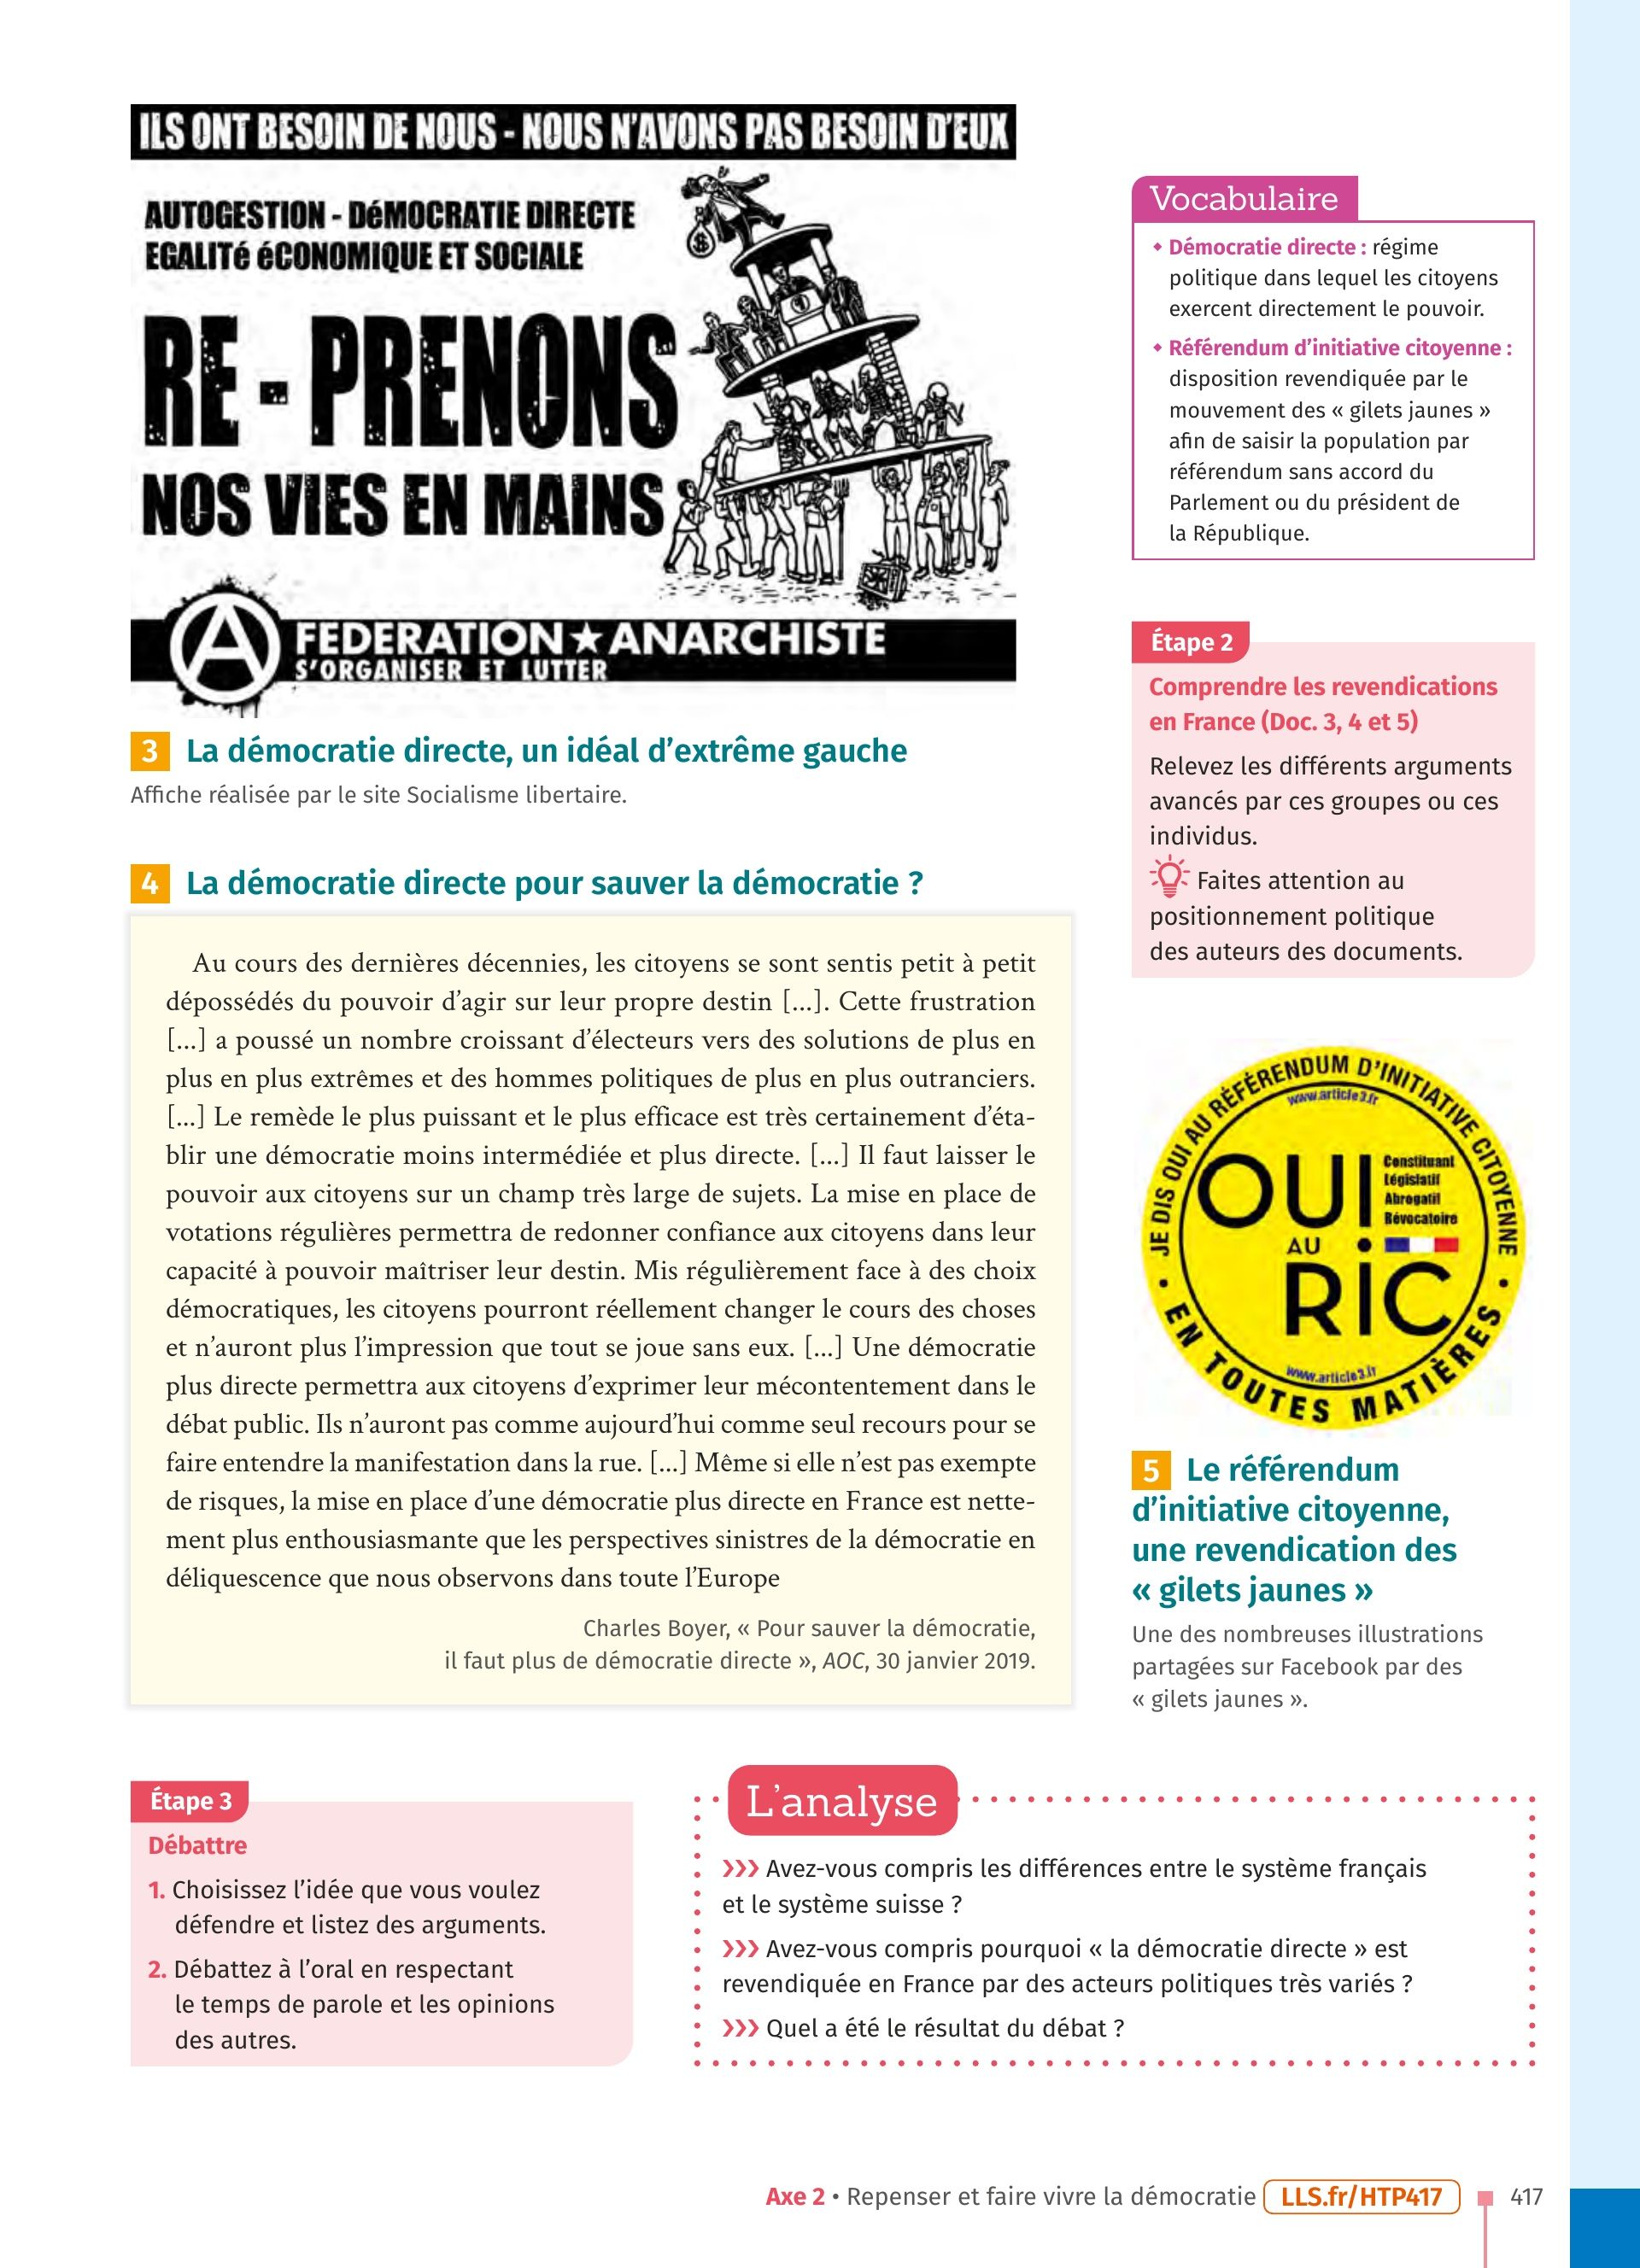 ILS ONT BESOIN DE NOUS - NOUS N'AVONS PAS BESOIN D'EUX
AUTOGESTION - DéMOCRATIE DIRECTE
EGALITé éCONOMIQUE ET SOCIALE
RE - PRENONS
NOS VIES EN MAINS
FEDERATION★ANARCHISTE
S'ORGANISER ET LUTTER
3 La démocratie directe, un idéal d'extrême gauche
Affiche réalisée par le site Socialisme libertaire.
4 La démocratie directe pour sauver la démocratie ?
Au cours des dernières décennies, les citoyens se sont sentis petit à petit
dépossédés du pouvoir d'agir sur leur propre destin [...]. Cette frustration
[...] a poussé un nombre croissant d'électeurs vers des solutions de plus en
plus en plus extrêmes et des hommes politiques de plus en plus outranciers.
[...] Le remède le plus puissant et le plus efficace est très certainement d'éta-
blir une démocratie moins intermédiée et plus directe. [...] Il faut laisser le
pouvoir aux citoyens sur un champ très large de sujets. La mise en place de
votations régulières permettra de redonner confiance aux citoyens dans leur
capacité à pouvoir maîtriser leur destin. Mis régulièrement face à des choix
démocratiques, les citoyens pourront réellement changer le cours des choses
et n'auront plus l'impression que tout se joue sans eux. [...] Une démocratie
plus directe permettra aux citoyens d'exprimer leur mécontentement dans le
débat public. Ils n'auront pas comme aujourd'hui comme seul recours pour se
faire entendre la manifestation dans la rue. [...] Même si elle n'est pas exempte
de risques, la mise en place d'une démocratie plus directe en France est nette-
ment plus enthousiasmante que les perspectives sinistres de la démocratie en
déliquescence que nous observons dans toute l'Europe
Charles Boyer, « Pour sauver la démocratie,
il faut plus de démocratie directe », AOC, 30 janvier 2019.
Vocabulaire
◆ Démocratie directe : régime
politique dans lequel les citoyens
exercent directement le pouvoir.
◆ Référendum d'initiative citoyenne :
disposition revendiquée par le
mouvement des « gilets jaunes »
afin de saisir la population par
référendum sans accord du
Parlement ou du président de
la République.
Étape 2
Comprendre les revendications
en France (Doc. 3, 4 et 5)
Relevez les différents arguments
avancés par ces groupes ou ces
individus.
Faites attention au
positionnement politique
des auteurs des documents.
JE DIS OUI AU RÉFÉRENDUM D'INITIATIVE CITOYENNE
www.article3.fr
OUI
Constituant
Législatif
Abrogatif
Révocatoire
AU
RiC
www.article3.fr
• EN TOUTES MATIÈRES •
5 Le référendum
d'initiative citoyenne,
une revendication des
« gilets jaunes »
Une des nombreuses illustrations
partagées sur Facebook par des
« gilets jaunes ».
Étape 3
Débattre
1. Choisissez l'idée que vous voulez
défendre et listez des arguments.
2. Débattez à l'oral en respectant
le temps de parole et les opinions
des autres.
L'analyse
❯❯❯ Avez-vous compris les différences entre le système français
et le système suisse ?
❯❯❯ Avez-vous compris pourquoi « la démocratie directe » est
revendiquée en France par des acteurs politiques très variés ?
❯❯❯ Quel a été le résultat du débat ?
Axe 2 • Repenser et faire vivre la démocratie LLS.fr/HTP417 417